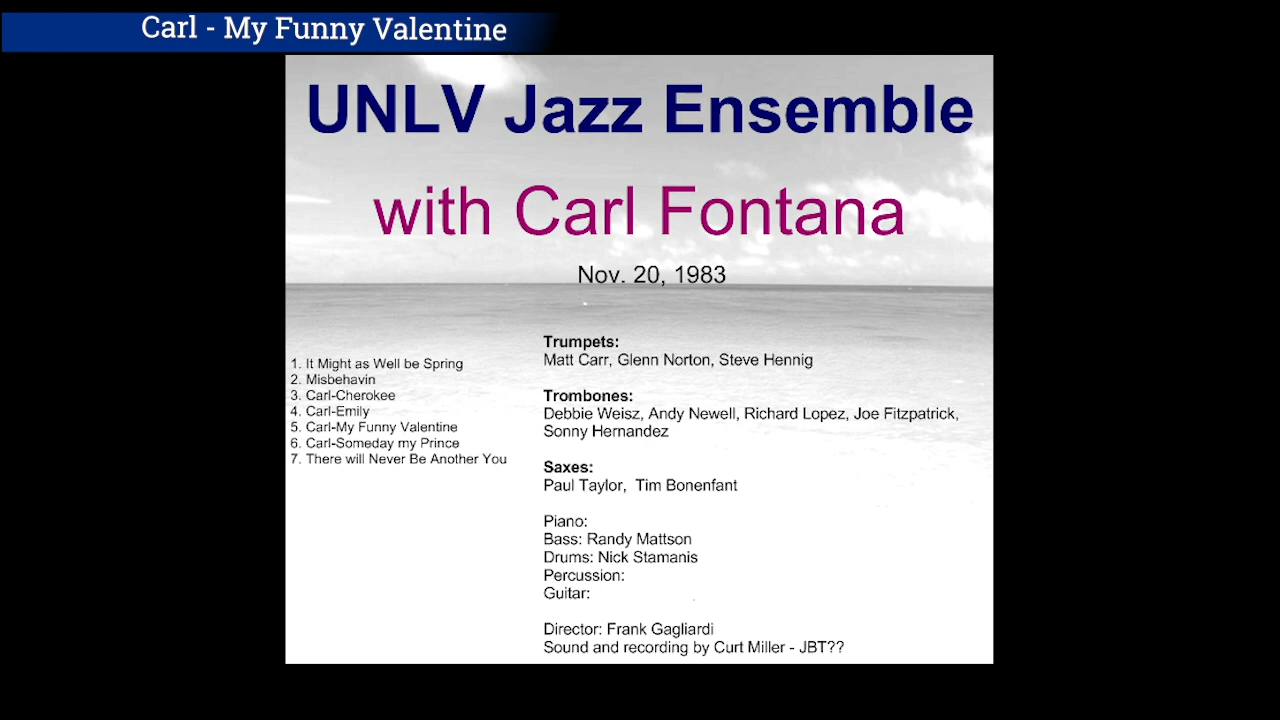 Carl - My Funny Valentine
UNLV Jazz Ensemble
with Carl Fontana
Nov. 20, 1983
1. It Might as Well be Spring
2. Misbehavin
3. Carl-Cherokee
4. Carl-Emily
5. Carl-My Funny Valentine
6. Carl-Someday my Prince
7. There will Never Be Another You
Trumpets:
Matt Carr, Glenn Norton, Steve Hennig
Trombones:
Debbie Weisz, Andy Newell, Richard Lopez, Joe Fitzpatrick,
Sonny Hernandez
Saxes:
Paul Taylor, Tim Bonenfant
Piano:
Bass: Randy Mattson
Drums: Nick Stamanis
Percussion:
Guitar:
Director: Frank Gagliardi
Sound and recording by Curt Miller - JBT??